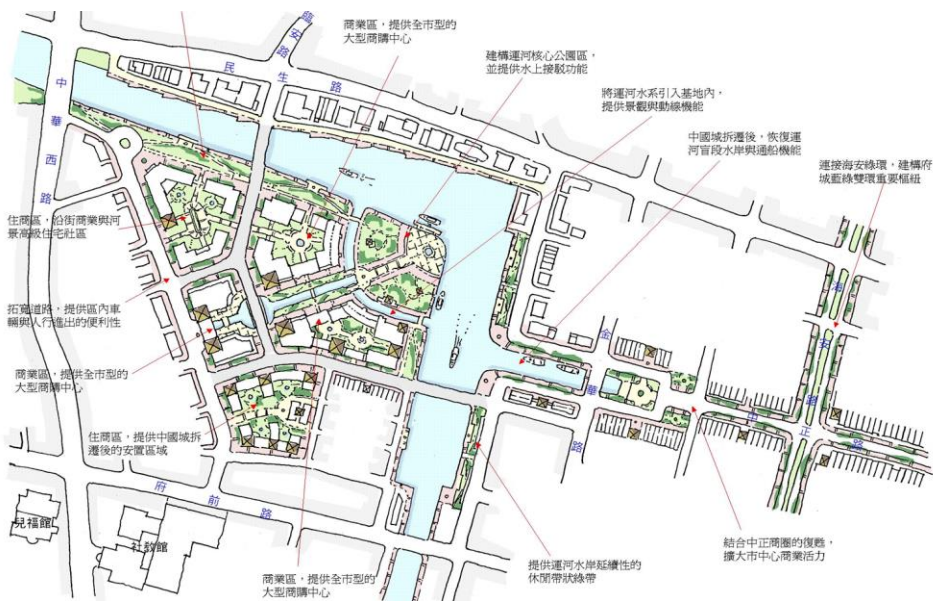 商業區，提供全市型的
大型商購中心
建構運河核心公園區，
並提供水上接駁功能
將運河水系引入基地內，
提供景觀與動線機能
中國城拆遷後，恢復運
河盲段水岸與通船機能
連接海安綠環，建構府
城藍綠雙環重要樞紐
臨安路
民生路
中華西路
住商區，沿街商業與河
景高級住宅社區
拓寬道路，提供區內車
輛與人行進出的便利性
商業區，提供全市型的
大型商購中心
住商區，提供中國城拆
遷後的安置區域
金華路
海安路
中正路
府前路
兒福館
社教館
商業區，提供全市型的
大型商購中心
提供運河水岸延續性的
休閒帶狀綠帶
結合中正商圈的復甦，
擴大市中心商業活力